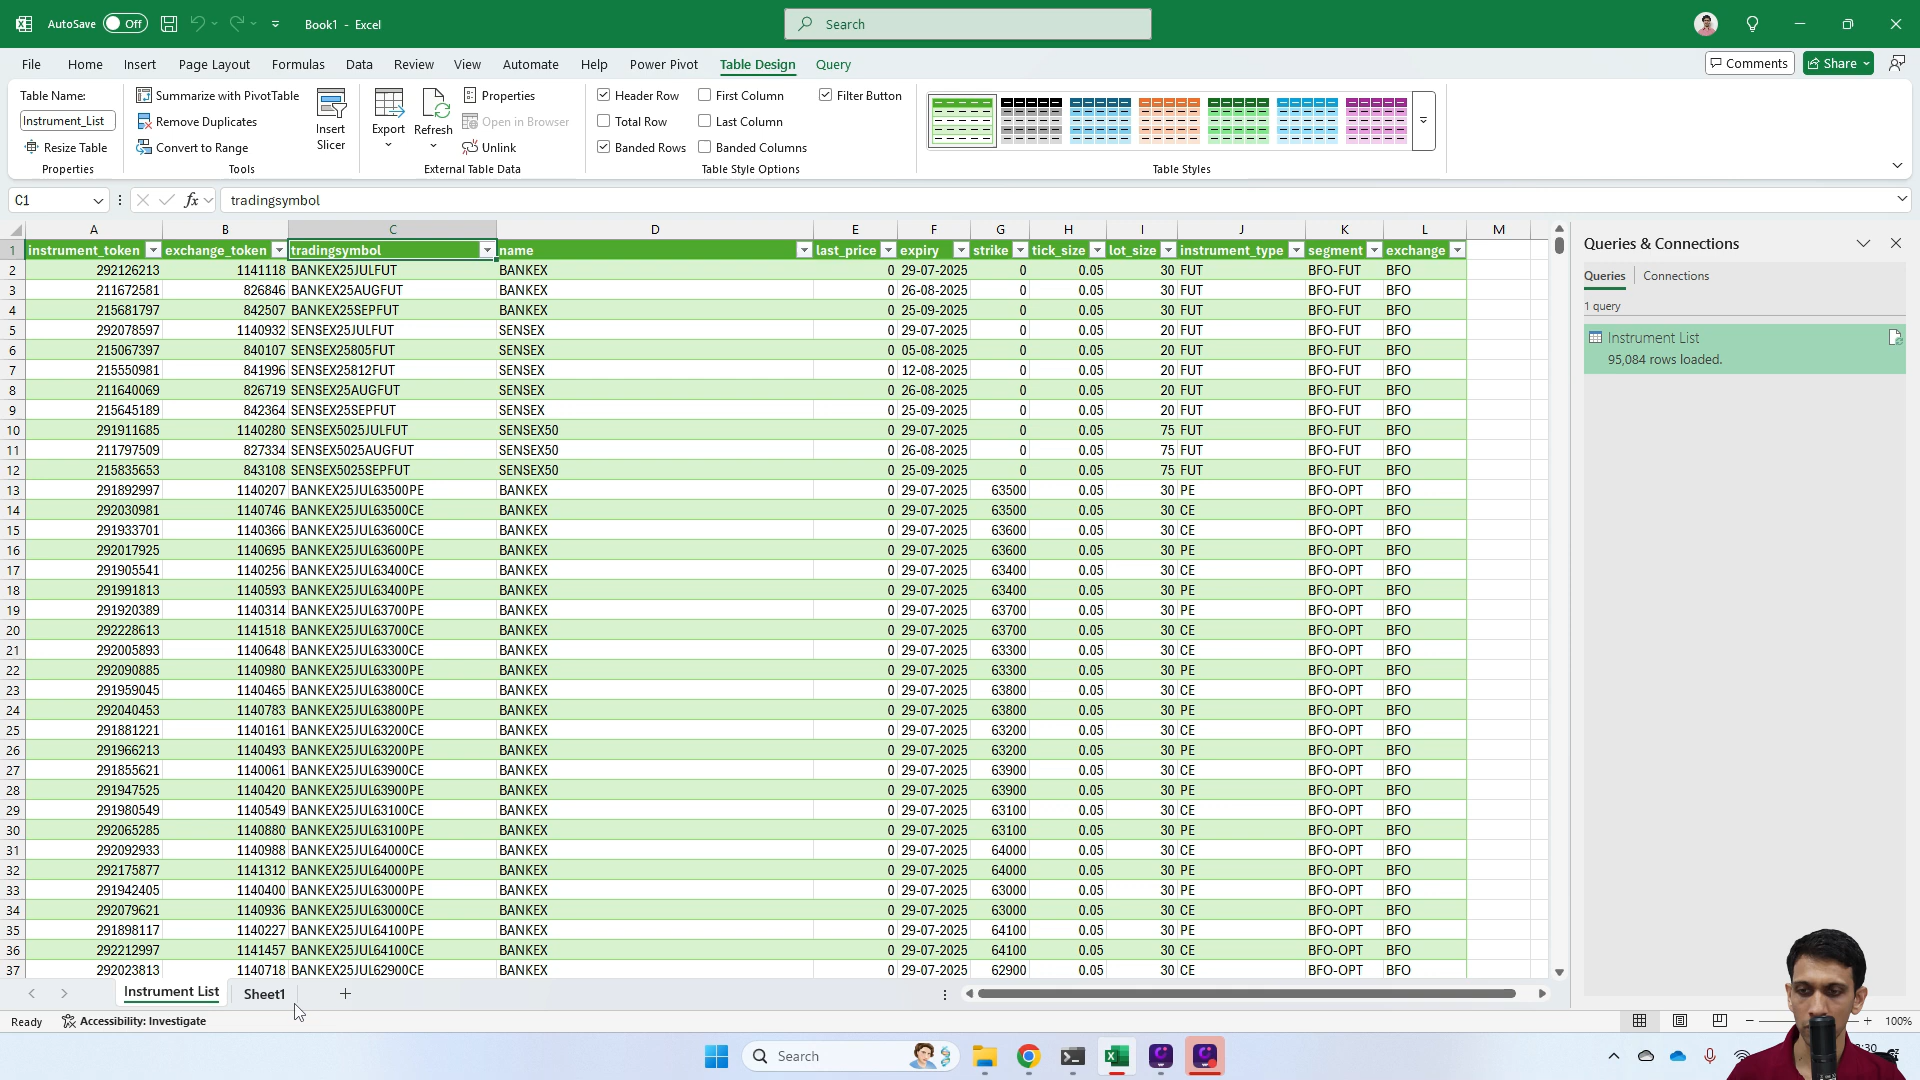 AutoSave Off Book1 - Excel Search
File Home Insert Page Layout Formulas Data Review View Automate Help Power Pivot Table Design Query Comments Share
Table Name:
Instrument_List
Resize Table
Properties
Summarize with PivotTable
Remove Duplicates
Convert to Range
Tools
Insert
Slicer
Export Refresh
Properties
Open in Browser
Unlink
External Table Data
Header Row First Column Filter Button
Total Row Last Column
Banded Rows Banded Columns
Table Style Options
Table Styles
C1 fx tradingsymbol
A B C D E F G H I J K L M
1 instrument_token exchange_token tradingsymbol name last_price expiry strike tick_size lot_size instrument_type segment exchange
2 292126213 1141118 BANKEX25JULFUT BANKEX 0 29-07-2025 0 0.05 30 FUT BFO-FUT BFO
3 211672581 826846 BANKEX25AUGFUT BANKEX 0 26-08-2025 0 0.05 30 FUT BFO-FUT BFO
4 215681797 842507 BANKEX25SEPFUT BANKEX 0 25-09-2025 0 0.05 30 FUT BFO-FUT BFO
5 292078597 1140932 SENSEX25JULFUT SENSEX 0 29-07-2025 0 0.05 20 FUT BFO-FUT BFO
6 215067397 840107 SENSEX25805FUT SENSEX 0 05-08-2025 0 0.05 20 FUT BFO-FUT BFO
7 215550981 841996 SENSEX25812FUT SENSEX 0 12-08-2025 0 0.05 20 FUT BFO-FUT BFO
8 211640069 826719 SENSEX25AUGFUT SENSEX 0 26-08-2025 0 0.05 20 FUT BFO-FUT BFO
9 215645189 842364 SENSEX25SEPFUT SENSEX 0 25-09-2025 0 0.05 20 FUT BFO-FUT BFO
10 291911685 1140280 SENSEX5025JULFUT SENSEX50 0 29-07-2025 0 0.05 75 FUT BFO-FUT BFO
11 211797509 827334 SENSEX5025AUGFUT SENSEX50 0 26-08-2025 0 0.05 75 FUT BFO-FUT BFO
12 215835653 843108 SENSEX5025SEPFUT SENSEX50 0 25-09-2025 0 0.05 75 FUT BFO-FUT BFO
13 291892997 1140207 BANKEX25JUL63500PE BANKEX 0 29-07-2025 63500 0.05 30 PE BFO-OPT BFO
14 292030981 1140746 BANKEX25JUL63500CE BANKEX 0 29-07-2025 63500 0.05 30 CE BFO-OPT BFO
15 291933701 1140366 BANKEX25JUL63600CE BANKEX 0 29-07-2025 63600 0.05 30 CE BFO-OPT BFO
16 292017925 1140695 BANKEX25JUL63600PE BANKEX 0 29-07-2025 63600 0.05 30 PE BFO-OPT BFO
17 291905541 1140256 BANKEX25JUL63400CE BANKEX 0 29-07-2025 63400 0.05 30 CE BFO-OPT BFO
18 291991813 1140593 BANKEX25JUL63400PE BANKEX 0 29-07-2025 63400 0.05 30 PE BFO-OPT BFO
19 291920389 1140314 BANKEX25JUL63700PE BANKEX 0 29-07-2025 63700 0.05 30 PE BFO-OPT BFO
20 292228613 1141518 BANKEX25JUL63700CE BANKEX 0 29-07-2025 63700 0.05 30 CE BFO-OPT BFO
21 292005893 1140648 BANKEX25JUL63300CE BANKEX 0 29-07-2025 63300 0.05 30 CE BFO-OPT BFO
22 292090885 1140980 BANKEX25JUL63300PE BANKEX 0 29-07-2025 63300 0.05 30 PE BFO-OPT BFO
23 291959045 1140465 BANKEX25JUL63800CE BANKEX 0 29-07-2025 63800 0.05 30 CE BFO-OPT BFO
24 292040453 1140783 BANKEX25JUL63800PE BANKEX 0 29-07-2025 63800 0.05 30 PE BFO-OPT BFO
25 291881221 1140161 BANKEX25JUL63200CE BANKEX 0 29-07-2025 63200 0.05 30 CE BFO-OPT BFO
26 291966213 1140493 BANKEX25JUL63200PE BANKEX 0 29-07-2025 63200 0.05 30 PE BFO-OPT BFO
27 291855621 1140061 BANKEX25JUL63900CE BANKEX 0 29-07-2025 63900 0.05 30 CE BFO-OPT BFO
28 291947525 1140420 BANKEX25JUL63900PE BANKEX 0 29-07-2025 63900 0.05 30 PE BFO-OPT BFO
29 291980549 1140549 BANKEX25JUL63100CE BANKEX 0 29-07-2025 63100 0.05 30 CE BFO-OPT BFO
30 292065285 1140880 BANKEX25JUL63100PE BANKEX 0 29-07-2025 63100 0.05 30 PE BFO-OPT BFO
31 292092933 1140988 BANKEX25JUL64000CE BANKEX 0 29-07-2025 64000 0.05 30 CE BFO-OPT BFO
32 292175877 1141312 BANKEX25JUL64000PE BANKEX 0 29-07-2025 64000 0.05 30 PE BFO-OPT BFO
33 291942405 1140400 BANKEX25JUL63000PE BANKEX 0 29-07-2025 63000 0.05 30 PE BFO-OPT BFO
34 292079621 1140936 BANKEX25JUL63000CE BANKEX 0 29-07-2025 63000 0.05 30 CE BFO-OPT BFO
35 291898117 1140227 BANKEX25JUL64100PE BANKEX 0 29-07-2025 64100 0.05 30 PE BFO-OPT BFO
36 292212997 1141457 BANKEX25JUL64100CE BANKEX 0 29-07-2025 64100 0.05 30 CE BFO-OPT BFO
37 292023813 1140718 BANKEX25JUL62900CE BANKEX 0 29-07-2025 62900 0.05 30 CE BFO-OPT BFO
Queries & Connections
Queries Connections
1 query
Instrument List
95,084 rows loaded.
Instrument List Sheet1
Ready Accessibility: Investigate 100%
Search